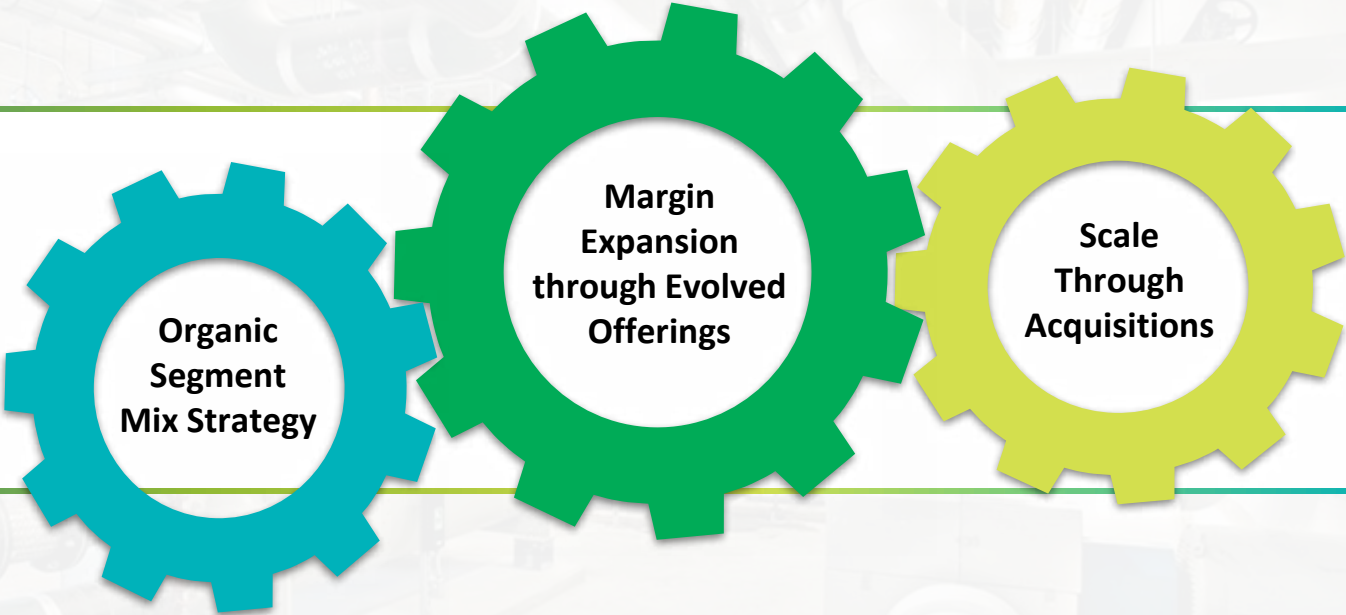 Organic
Segment
Mix Strategy
Margin
Expansion
through Evolved
Offerings
Scale
Through
Acquisitions